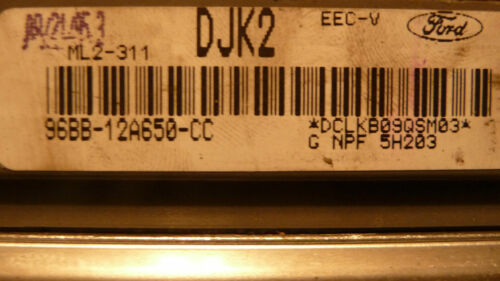 DJK2
EEC-V
Ford
ML2-311
96BB-12A650-CC
*DCLKB09QSM03*
G NPF 5H203